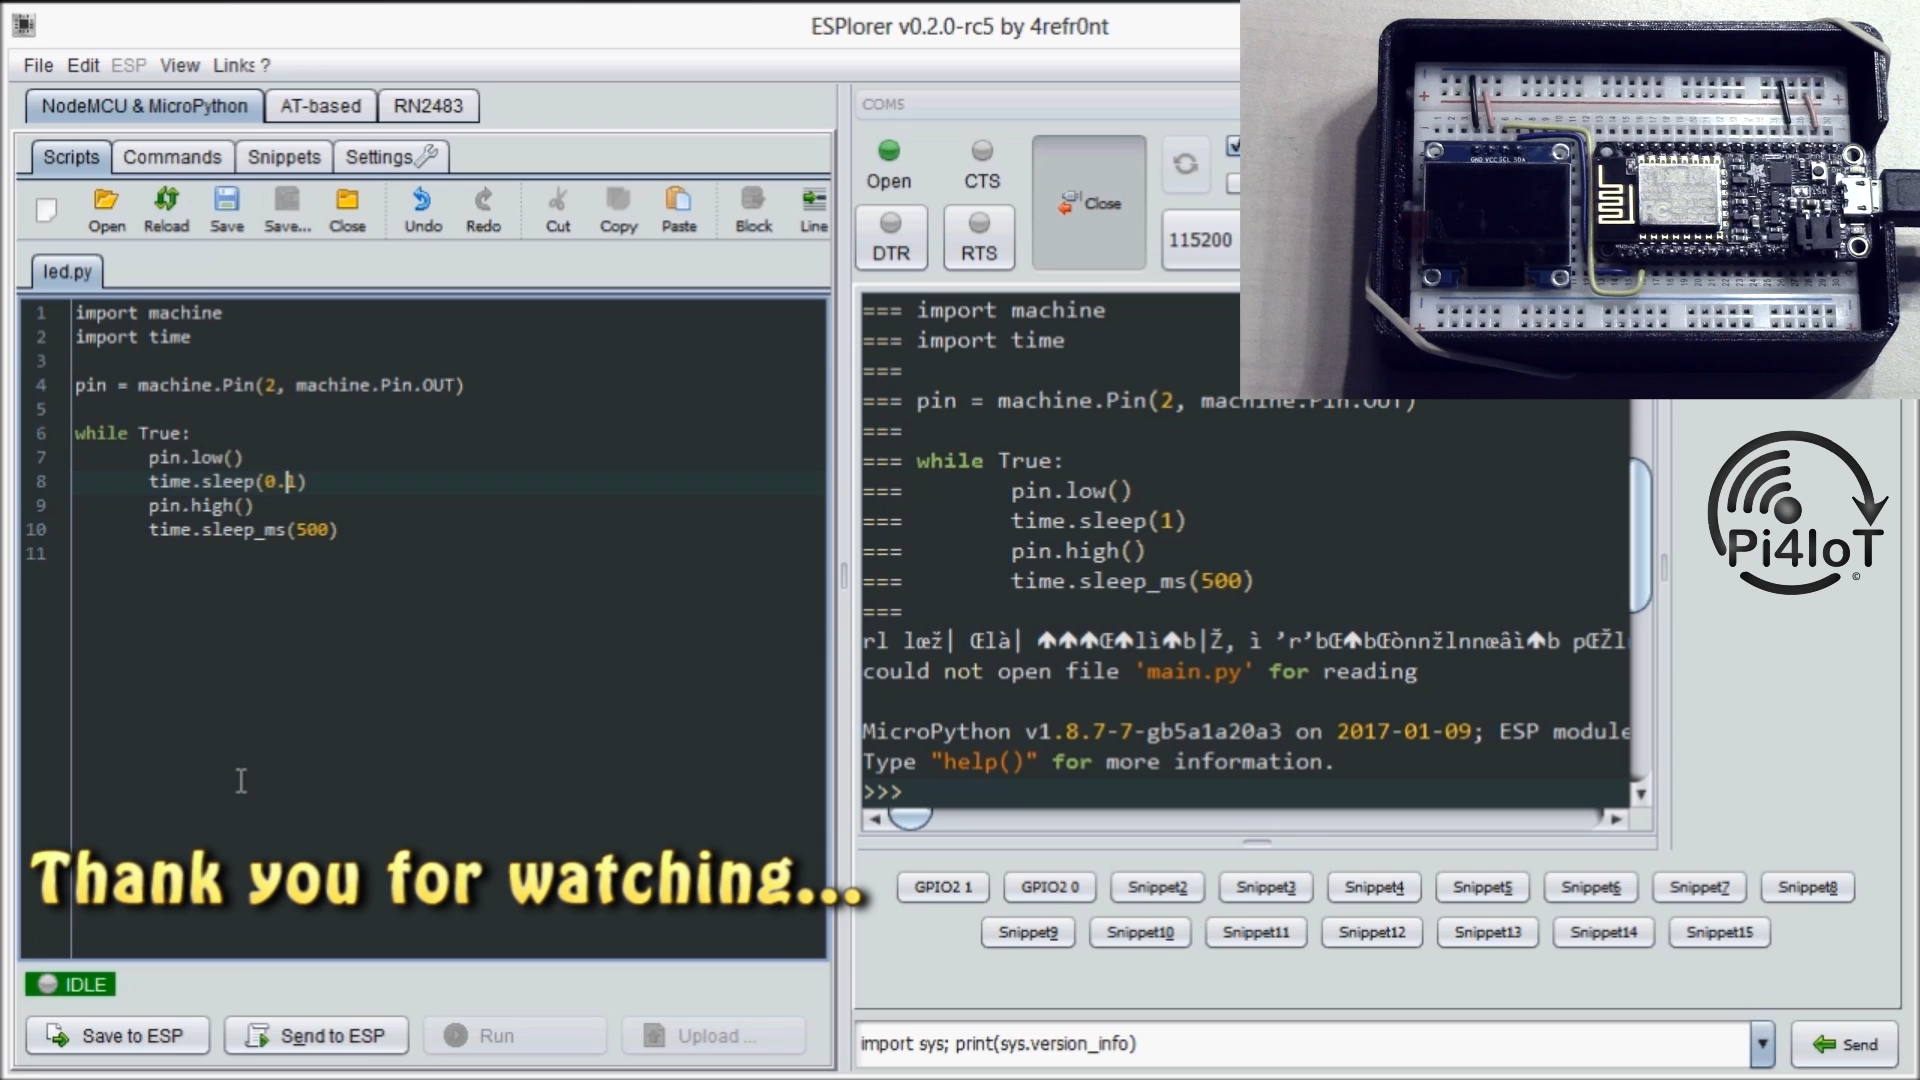 ESPlorer v0.2.0-rc5 by 4refr0nt
File Edit ESP View Links ?
NodeMCU & MicroPython AT-based RN2483
Scripts Commands Snippets Settings
Open Reload Save Save... Close Undo Redo Cut Copy Paste Block Line
led.py
1 import machine
2 import time
3
4 pin = machine.Pin(2, machine.Pin.OUT)
5
6 while True:
7 pin.low()
8 time.sleep(0.1)
9 pin.high()
10 time.sleep_ms(500)
11
Thank you for watching...
IDLE
Save to ESP Send to ESP Run Upload ...
COM5
Open CTS Close
DTR RTS 115200
=== import machine
=== import time
===
=== pin = machine.Pin(2, machine.Pin.OUT)
===
=== while True:
=== pin.low()
=== time.sleep(1)
=== pin.high()
=== time.sleep_ms(500)
===
could not open file 'main.py' for reading
MicroPython v1.8.7-7-gb5a1a20a3 on 2017-01-09; ESP module
Type "help()" for more information.
>>>
GPIO2 1 GPIO2 0 Snippet2 Snippet3 Snippet4 Snippet5 Snippet6 Snippet7 Snippet8
Snippet9 Snippet10 Snippet11 Snippet12 Snippet13 Snippet14 Snippet15
import sys; print(sys.version_info)
Send
GND VCC SCL SDA
Pi4IoT
©